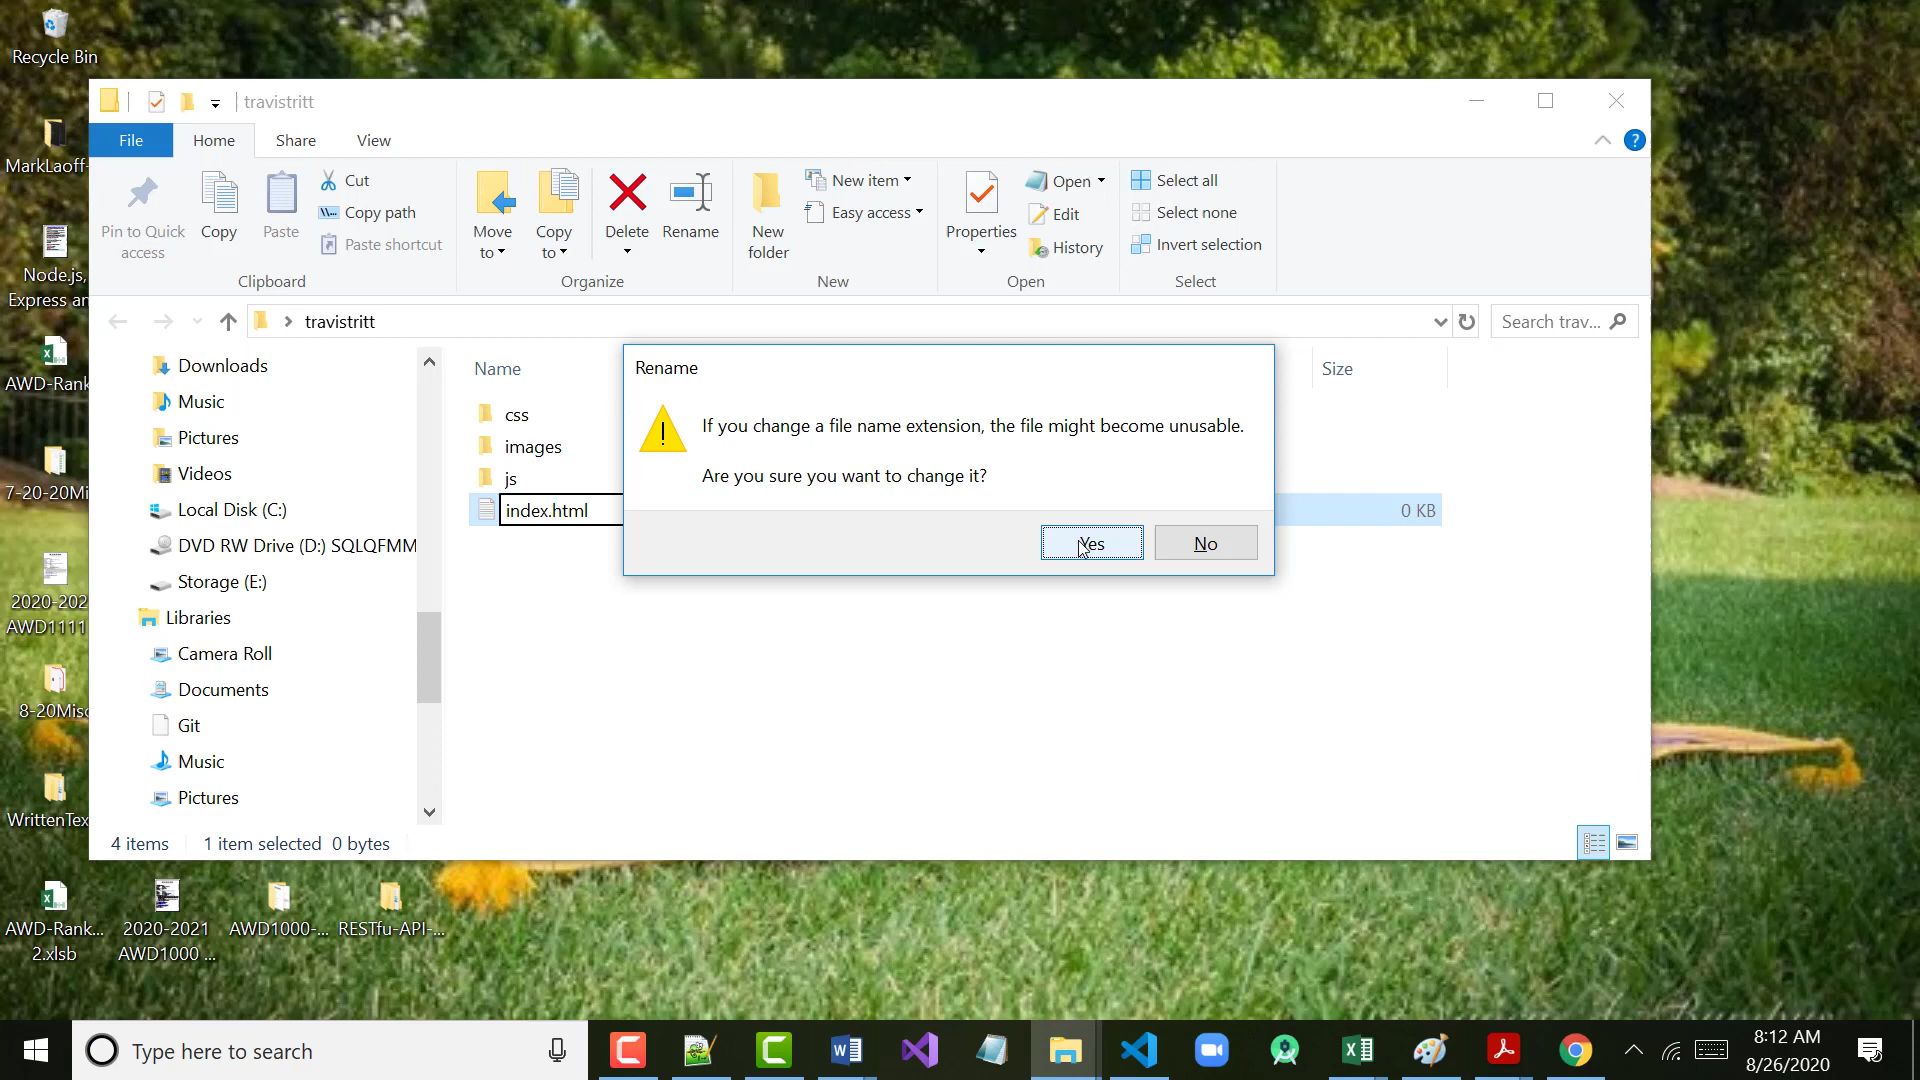 Recycle Bin
MarkLaoff-
Node.js,
Express an
AWD-Rank
7-20-20Mi
2020-202
AWD1111
8-20Misc
WrittenTex
AWD-Rank...
2.xlsb
2020-2021
AWD1000 ...
AWD1000-...
RESTfu-API-...
travistritt
File
Home
Share
View
?
Pin to Quick
access
Copy
Paste
Cut
Copy path
Paste shortcut
Clipboard
Move
to
Copy
to
Delete
Rename
Organize
New
folder
New item
Easy access
New
Properties
Open
Edit
History
Open
Select all
Select none
Invert selection
Select
travistritt
Search trav...
Downloads
Music
Pictures
Videos
Local Disk (C:)
DVD RW Drive (D:) SQLQFMM
Storage (E:)
Libraries
Camera Roll
Documents
Git
Music
Pictures
Name
Size
css
images
js
index.html
0 KB
Rename
If you change a file name extension, the file might become unusable.
Are you sure you want to change it?
Yes
No
4 items
1 item selected 0 bytes
Type here to search
8:12 AM
8/26/2020